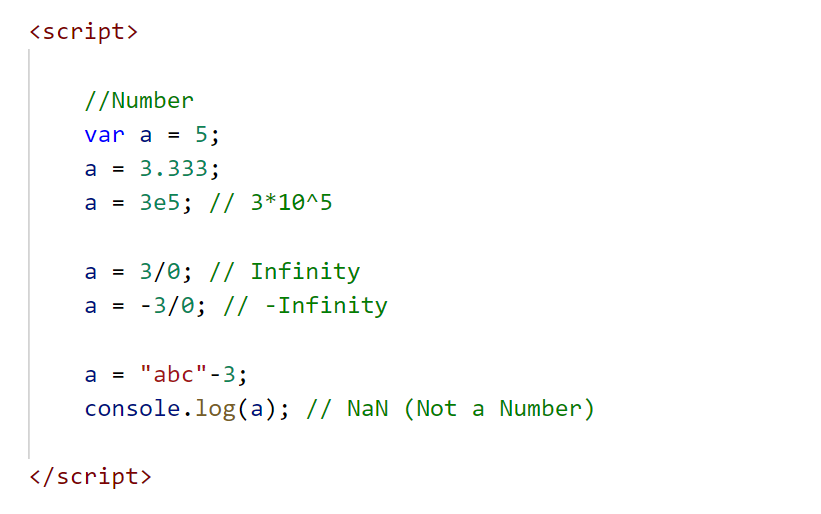 <script>
//Number
var a = 5;
a = 3.333;
a = 3e5; // 3*10^5
a = 3/0; // Infinity
a = -3/0; // -Infinity
a = "abc"-3;
console.log(a); // NaN (Not a Number)
</script>